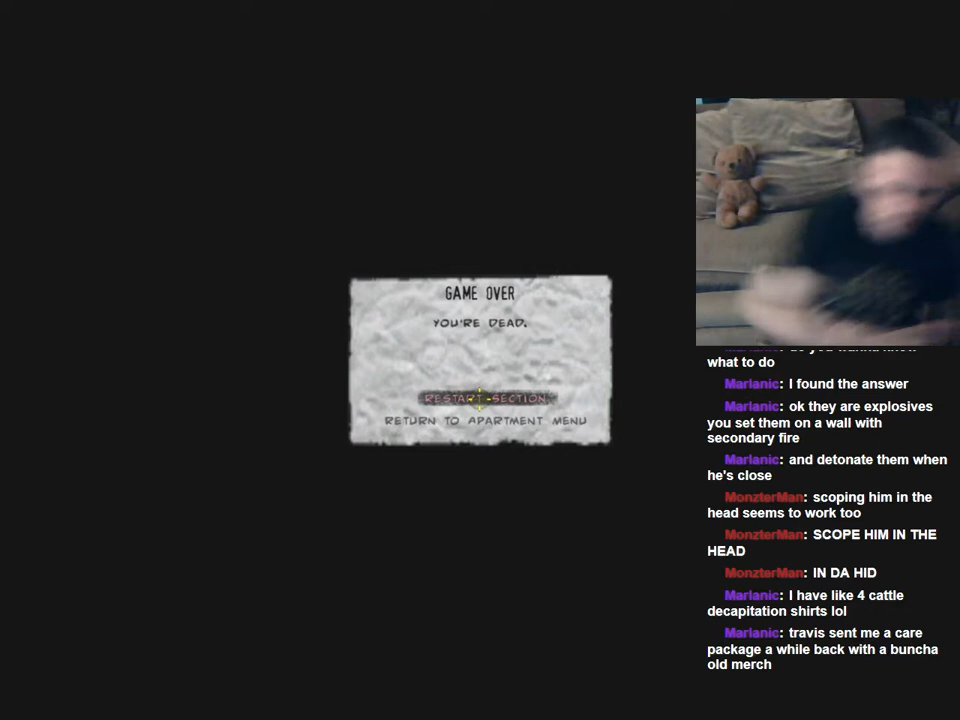 GAME OVER
YOU'RE DEAD.
RESTART SECTION
RETURN TO APARTMENT MENU
what to do
Marlanic: I found the answer
Marlanic: ok they are explosives
you set them on a wall with
secondary fire
Marlanic: and detonate them when
he's close
MonzterMan: scoping him in the
head seems to work too
MonzterMan: SCOPE HIM IN THE
HEAD
MonzterMan: IN DA HID
Marlanic: I have like 4 cattle
decapitation shirts lol
Marlanic: travis sent me a care
package a while back with a buncha
old merch